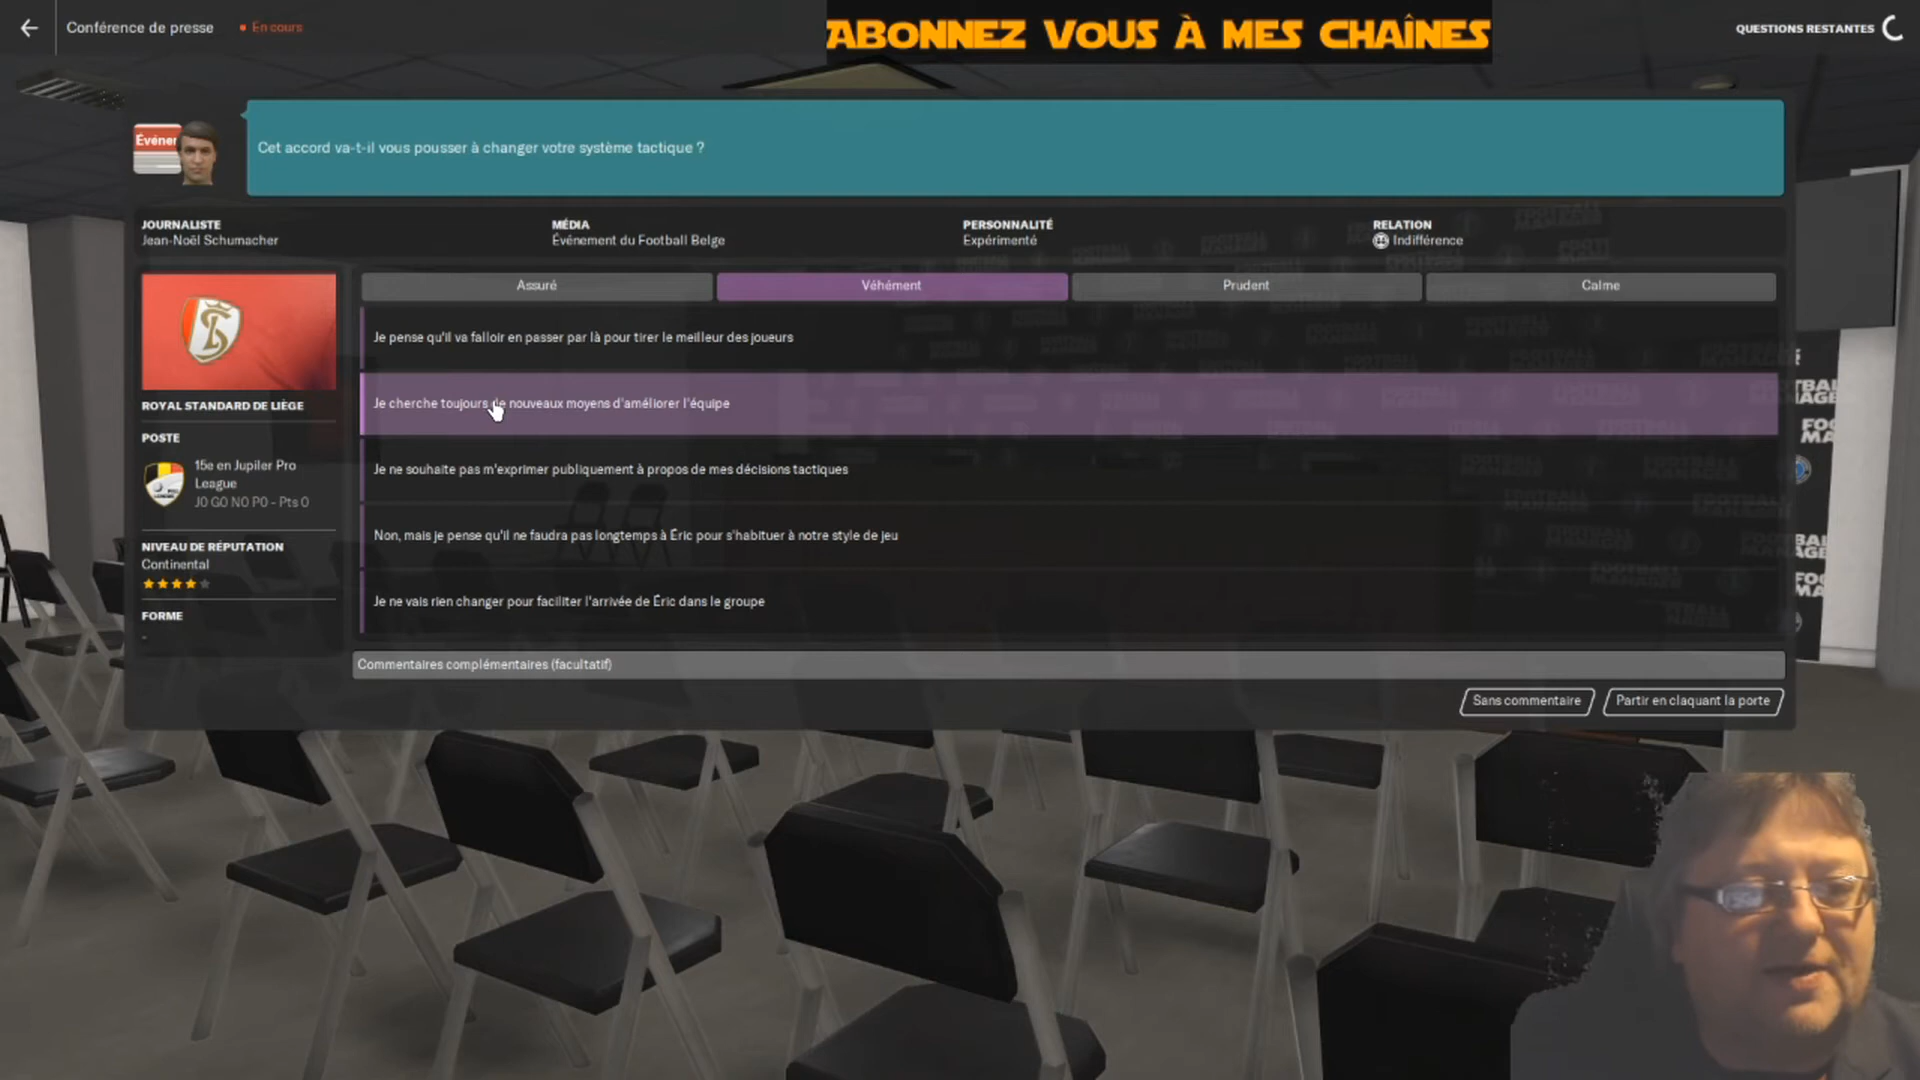 Conférence de presse
En cours
ABONNEZ VOUS À MES CHAÎNES
QUESTIONS RESTANTES
Événer
Cet accord va-t-il vous pousser à changer votre système tactique ?
JOURNALISTE
Jean-Noël Schumacher
MÉDIA
Événement du Football Belge
PERSONNALITÉ
Expérimenté
RELATION
Indifférence
Assuré
Véhément
Prudent
Calme
Je pense qu'il va falloir en passer par là pour tirer le meilleur des joueurs
Je cherche toujours de nouveaux moyens d'améliorer l'équipe
Je ne souhaite pas m'exprimer publiquement à propos de mes décisions tactiques
Non, mais je pense qu'il ne faudra pas longtemps à Éric pour s'habituer à notre style de jeu
Je ne vais rien changer pour faciliter l'arrivée de Éric dans le groupe
ROYAL STANDARD DE LIÈGE
POSTE
15e en Jupiler Pro
League
J0 G0 N0 P0 - Pts 0
NIVEAU DE RÉPUTATION
Continental
FORME
-
Commentaires complémentaires (facultatif)
Sans commentaire
Partir en claquant la porte